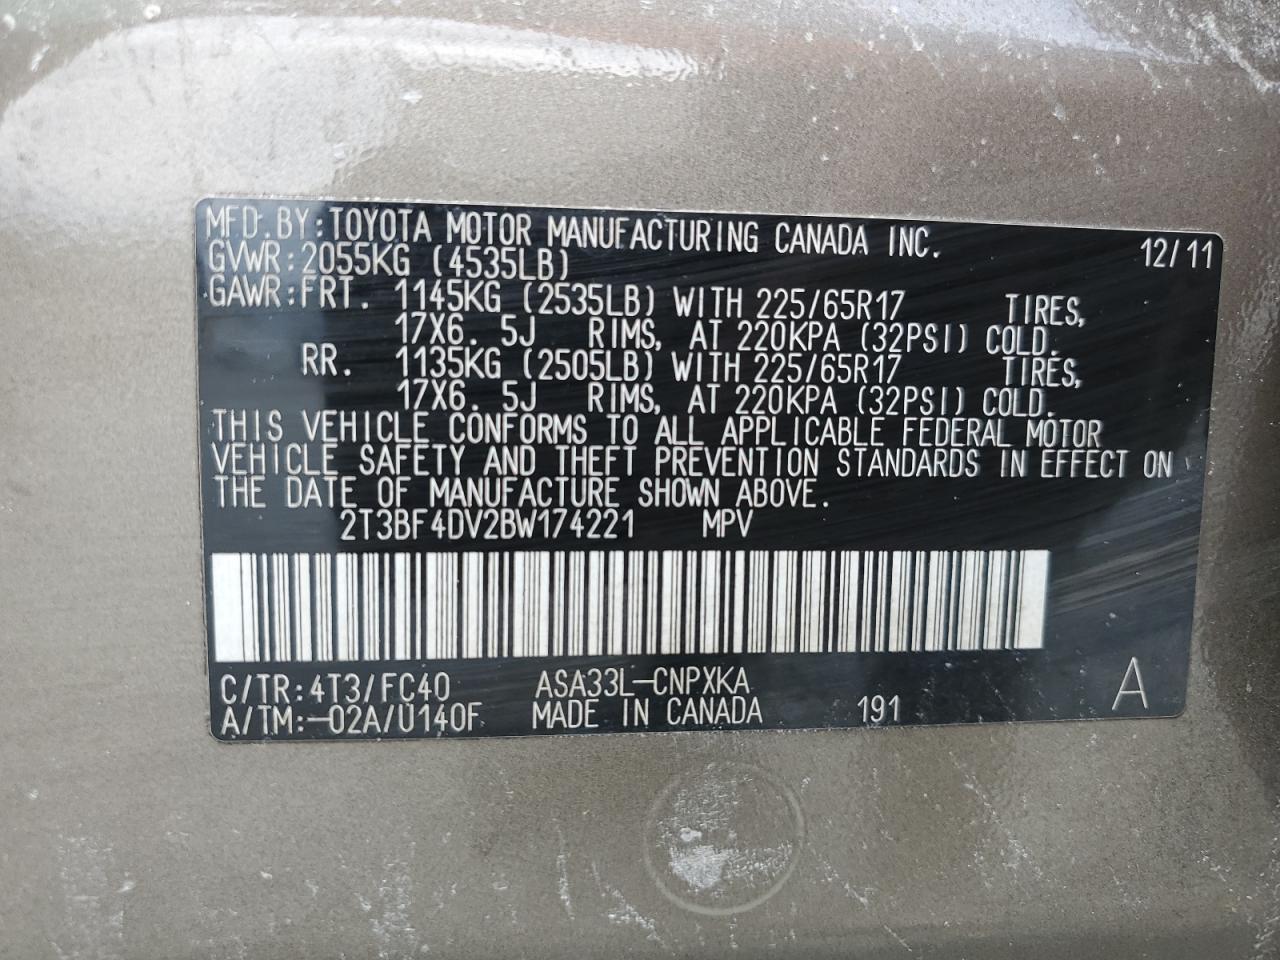 MFD.BY:TOYOTA MOTOR MANUFACTURING CANADA INC. 12/11
GVWR:2055KG (4535LB)
GAWR:FRT. 1145KG (2535LB) WITH 225/65R17 TIRES,
17X6.5J RIMS, AT 220KPA (32PSI) COLD.
RR. 1135KG (2505LB) WITH 225/65R17 TIRES,
17X6.5J RIMS, AT 220KPA (32PSI) COLD.
THIS VEHICLE CONFORMS TO ALL APPLICABLE FEDERAL MOTOR
VEHICLE SAFETY AND THEFT PREVENTION STANDARDS IN EFFECT ON
THE DATE OF MANUFACTURE SHOWN ABOVE.
2T3BF4DV2BW174221 MPV
C/TR:4T3/FC40 ASA33L-CNPXKA A
A/TM:-02A/U140F MADE IN CANADA 191